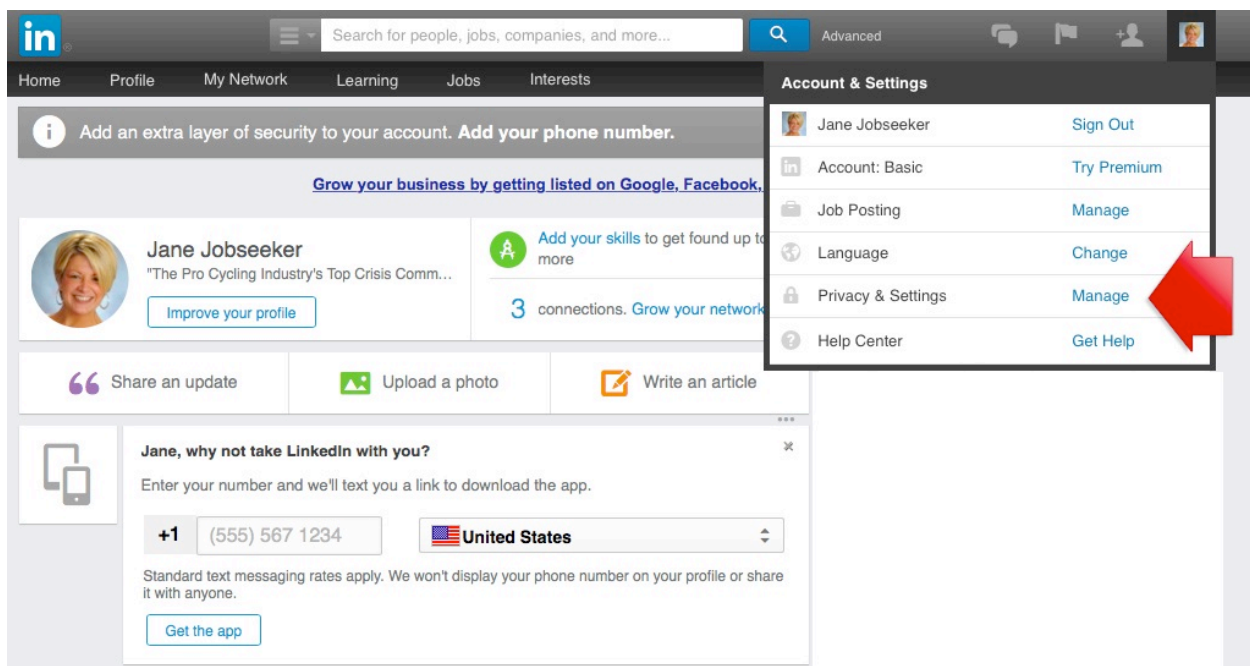 in
Search for people, jobs, companies, and more...
Advanced
Home Profile My Network Learning Jobs Interests
Account & Settings
Jane Jobseeker Sign Out
in Account: Basic Try Premium
Job Posting Manage
Language Change
Privacy & Settings Manage
? Help Center Get Help
i Add an extra layer of security to your account. Add your phone number.
Grow your business by getting listed on Google, Facebook,
Jane Jobseeker
"The Pro Cycling Industry's Top Crisis Comm...
Improve your profile
Add your skills to get found up to
more
3 connections. Grow your network
Share an update Upload a photo Write an article
Jane, why not take LinkedIn with you?
Enter your number and we'll text you a link to download the app.
+1 (555) 567 1234 United States
Standard text messaging rates apply. We won't display your phone number on your profile or share
it with anyone.
Get the app